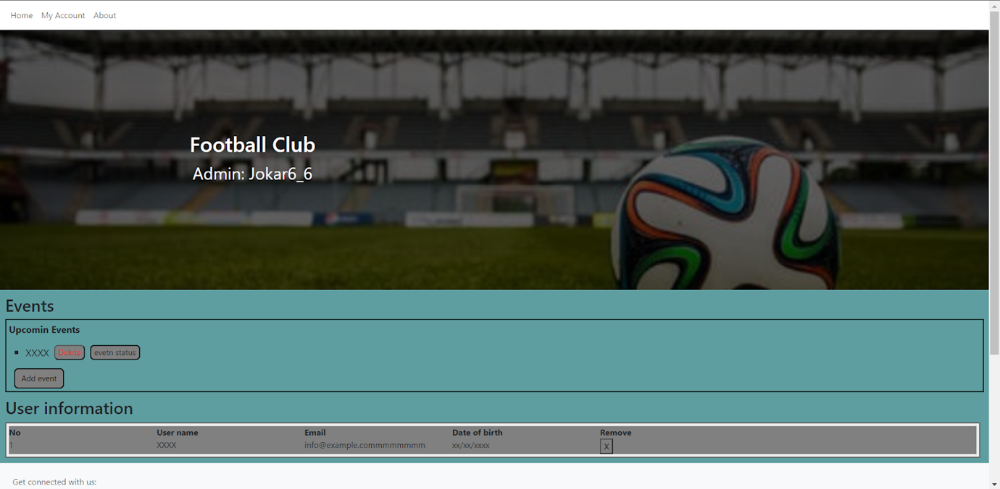 Home My Account About
Football Club
Admin: Jokar6_6
Events
Upcomin Events
XXXX Delete evetn status
Add event
User information
No User name Email Date of birth Remove
1 XXXX info@example.commmmmmmm xx/xx/xxxx X
Get connected with us: